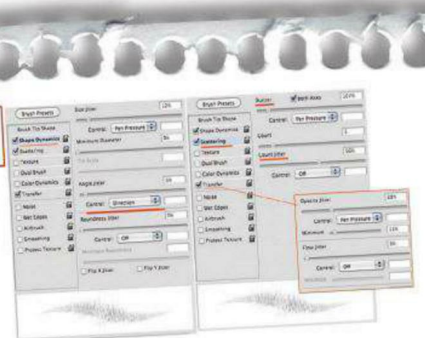 Brush Presets
Brush Tip Shape
Shape Dynamics
Scattering
Texture
Dual Brush
Color Dynamics
Transfer
Noise
Wet Edges
Airbrush
Smoothing
Protect Texture
Size Jitter
Control: Pen Pressure
Minimum Diameter
Angle Jitter
Control: Direction
Roundness Jitter
Control: Off
Minimum Roundness
Flip X Jitter
Flip Y Jitter
Brush Presets
Brush Tip Shape
Shape Dynamics
Scattering
Texture
Dual Brush
Color Dynamics
Transfer
Noise
Wet Edges
Airbrush
Smoothing
Protect Texture
Scatter
Both Axes
Control: Pen Pressure
Count
Count Jitter
Control: Off
Opacity Jitter
Control: Pen Pressure
Minimum
Flow Jitter
Control: Off
Minimum